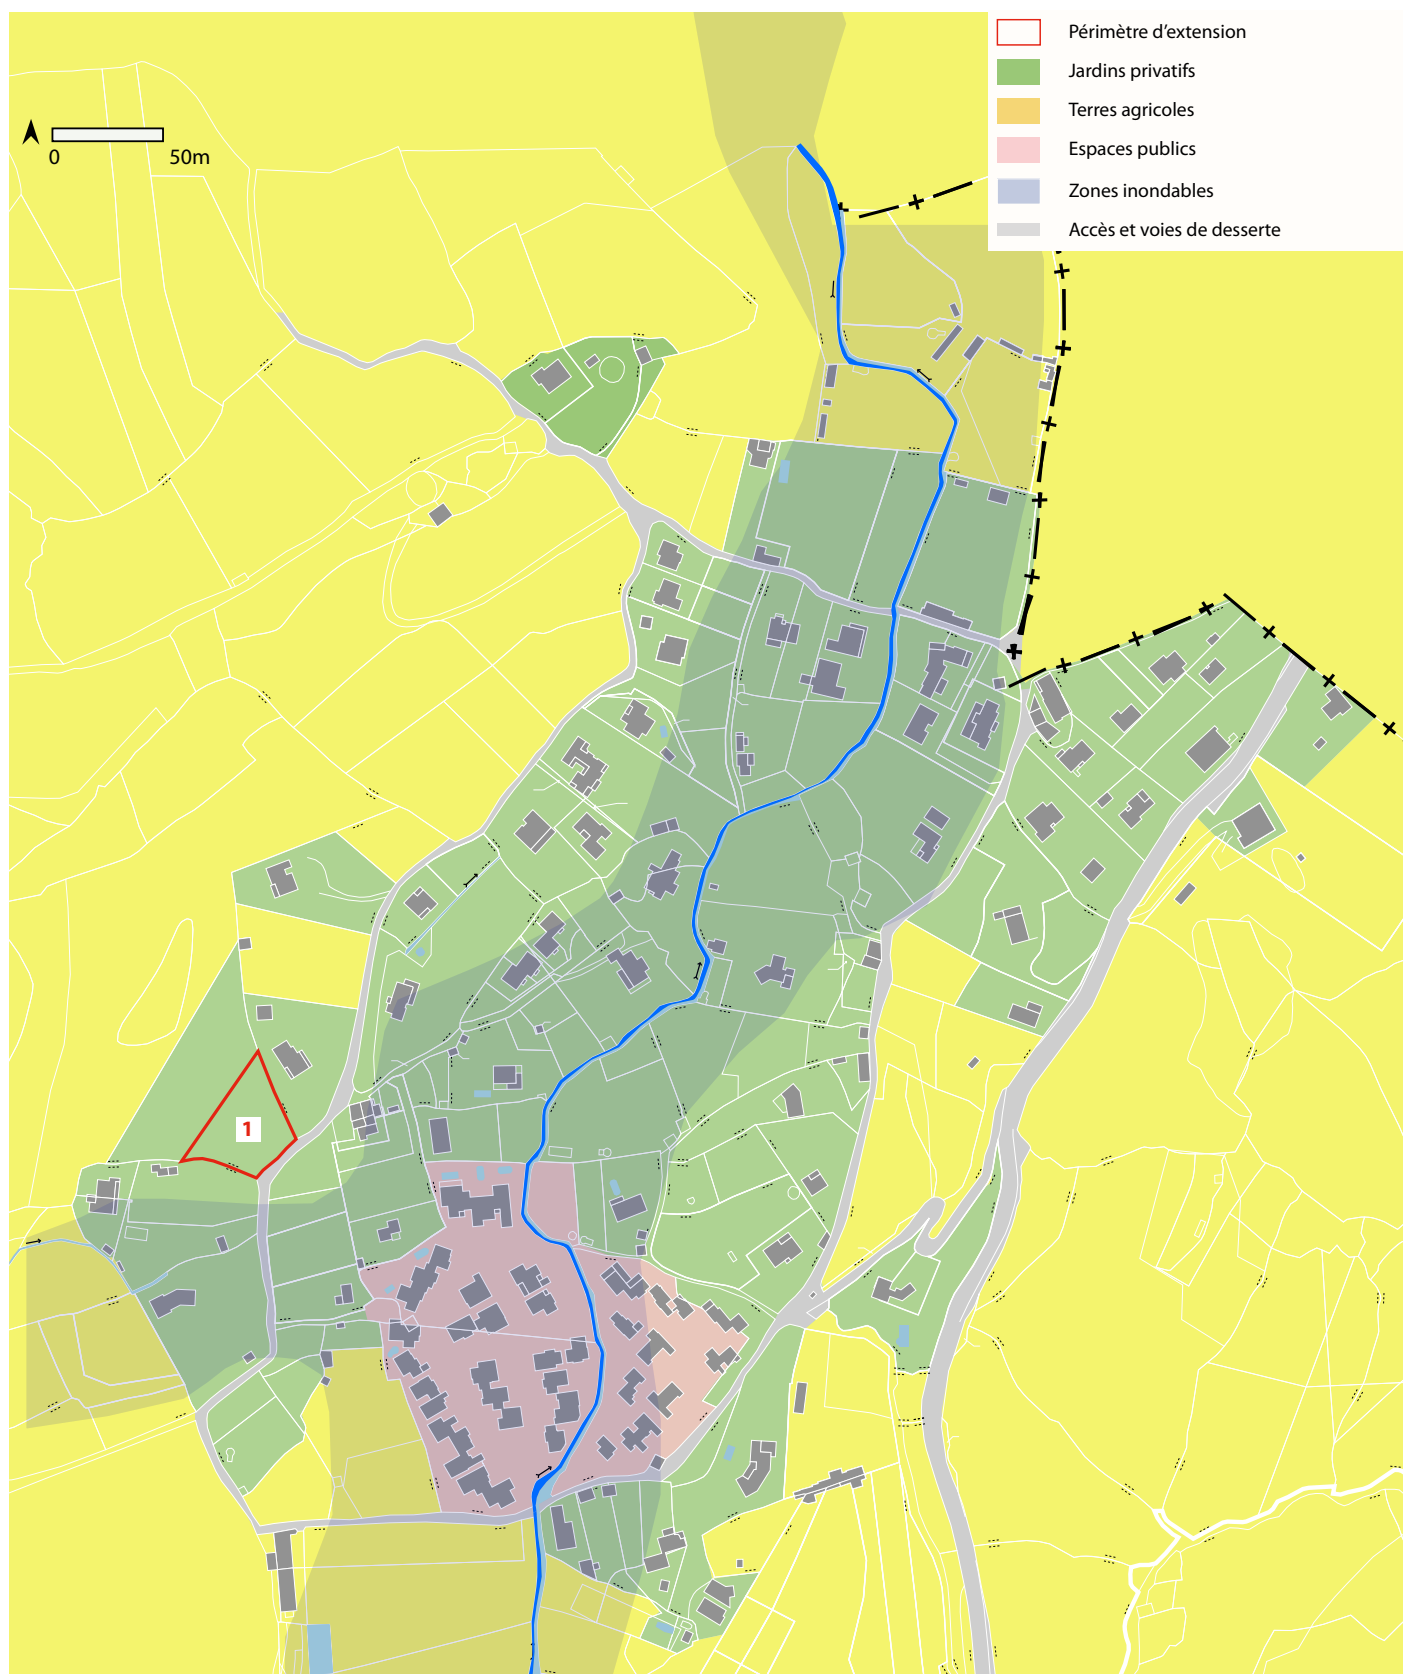 Périmètre d’extension
Jardins privatifs
Terres agricoles
Espaces publics
Zones inondables
Accès et voies de desserte
0 50m
1